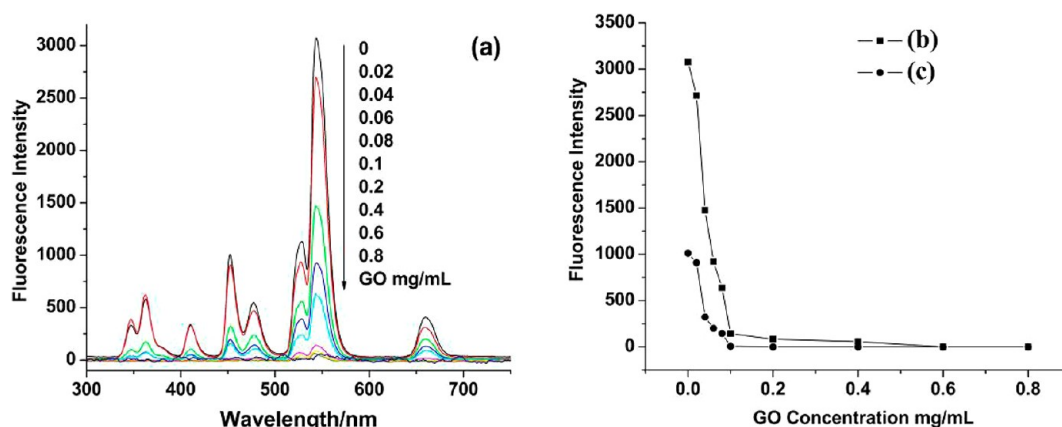 (a)
0
0.02
0.04
0.06
0.08
0.1
0.2
0.4
0.6
0.8
GO mg/mL
Fluorescence Intensity
3000
2500
2000
1500
1000
500
0
300 400 500 600 700
Wavelength/nm
(b)
(c)
Fluorescence Intensity
3500
3000
2500
2000
1500
1000
500
0
0.0 0.2 0.4 0.6 0.8
GO Concentration mg/mL